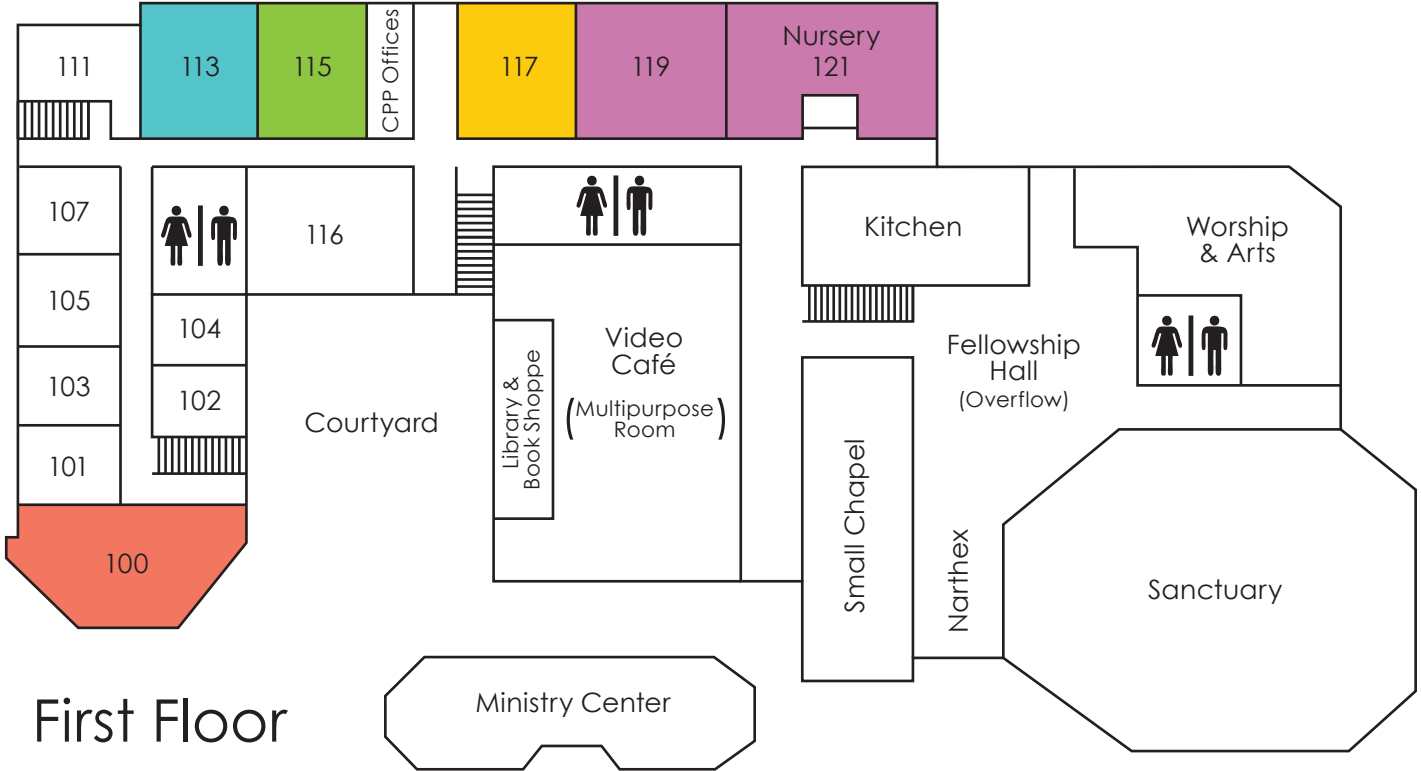 111
113
115
CPP Offices
117
119
Nursery
121
107
116
Kitchen
Worship
& Arts
105
104
103
102
101
100
Courtyard
Library &
Book Shoppe
Video
Café
(Multipurpose
Room)
Fellowship
Hall
(Overflow)
Small Chapel
Narthex
Sanctuary
Ministry Center
First Floor